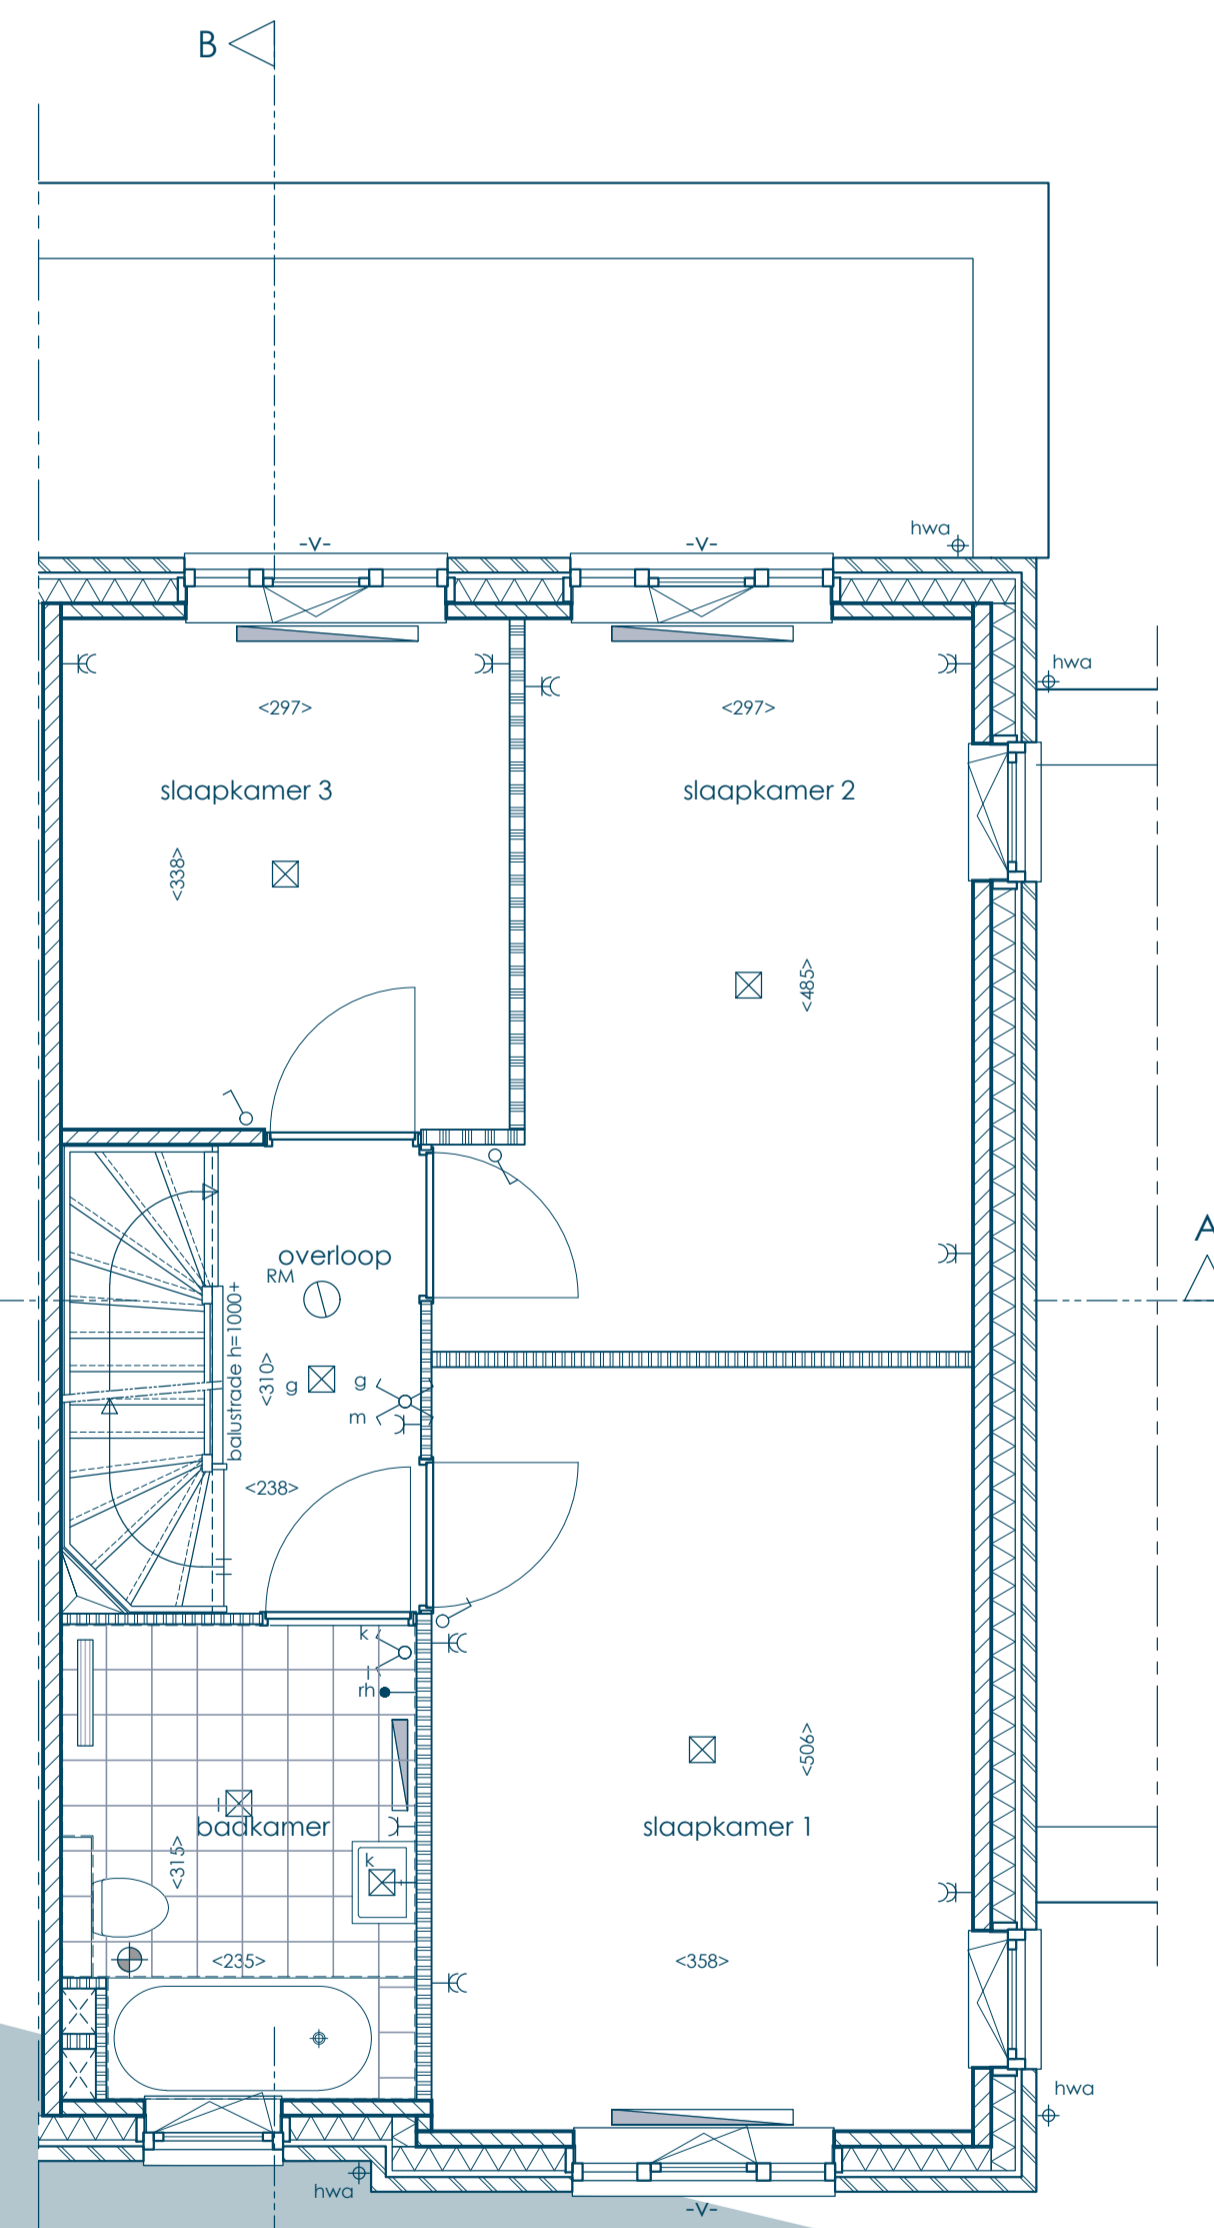 B
-v-
-v-
hwa
hwa
<297>
<297>
slaapkamer 3
slaapkamer 2
<338>
<485>
A
overloop
RM
balustrade h=1000+
<310>
g
g
m
<238>
k
l
rh
<506>
l
badkamer
slaapkamer 1
<315>
k
<235>
<358>
hwa
hwa
-v-